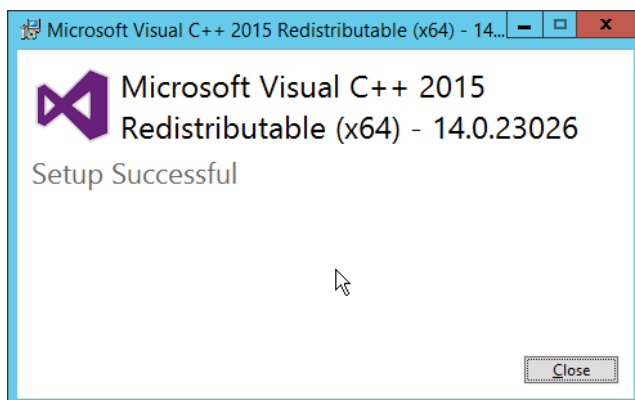 Microsoft Visual C++ 2015 Redistributable (x64) - 14...
Microsoft Visual C++ 2015
Redistributable (x64) - 14.0.23026
Setup Successful
Close